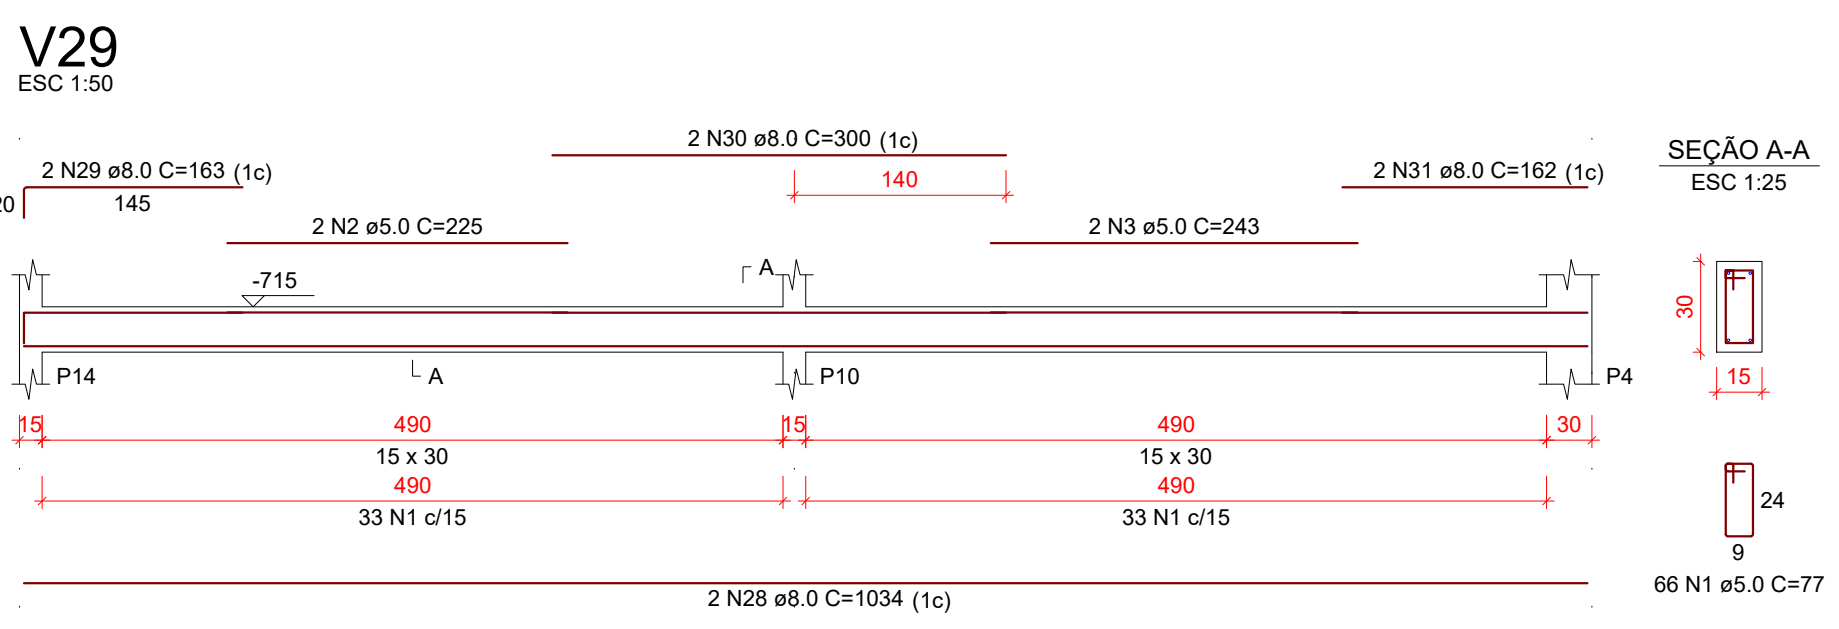 V29
ESC 1:50
2 N30 ø8.0 C=300 (1c)
140
2 N29 ø8.0 C=163 (1c)
20
145
2 N31 ø8.0 C=162 (1c)
2 N2 ø5.0 C=225
2 N3 ø5.0 C=243
-715
A
A
P14
P10
P4
15
490
15
490
30
15 x 30
15 x 30
490
490
33 N1 c/15
33 N1 c/15
2 N28 ø8.0 C=1034 (1c)
SEÇÃO A-A
ESC 1:25
30
15
24
9
66 N1 ø5.0 C=77